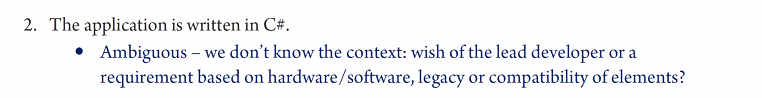 2. The application is written in C#.
• Ambiguous – we don’t know the context: wish of the lead developer or a
requirement based on hardware/software, legacy or compatibility of elements?